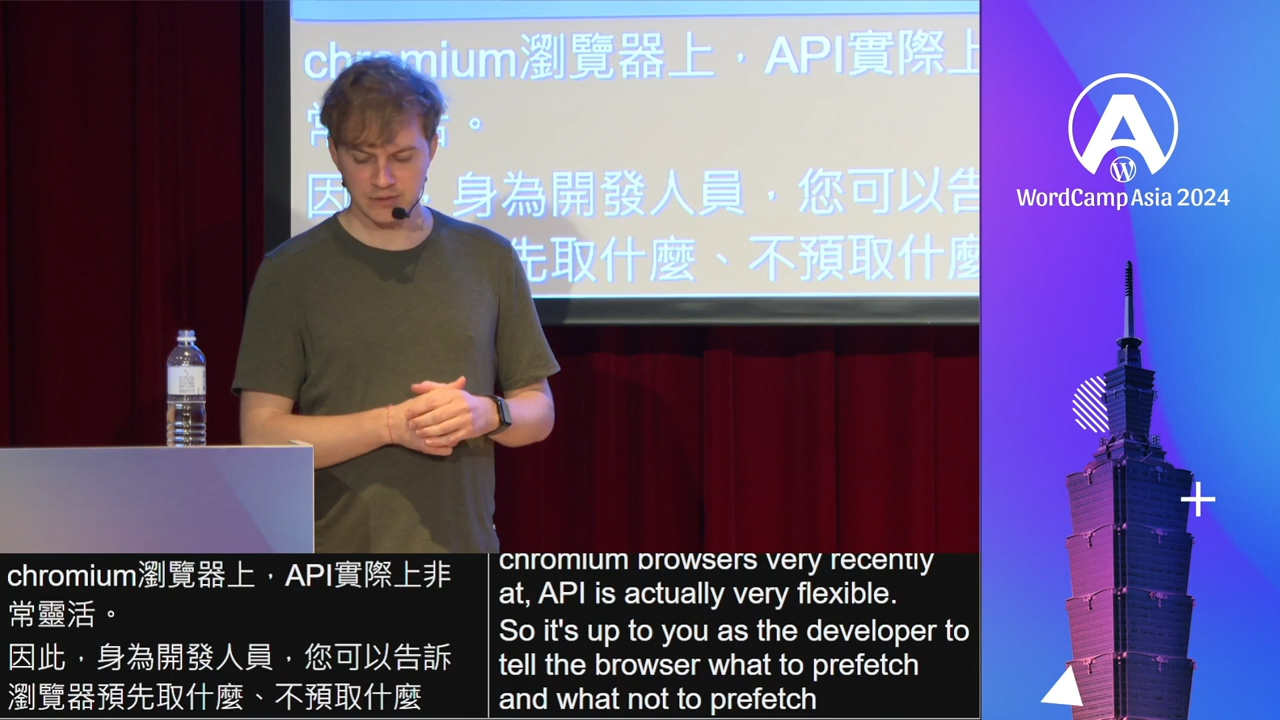 chromium瀏覽器上，API實際上
常 。
因 ，身為開發人員，您可以告
先取什麼、不預取什麼
WordCamp Asia 2024
chromium瀏覽器上，API實際上非
常靈活。
因此，身為開發人員，您可以告訴
瀏覽器預先取什麼、不預取什麼
chromium browsers very recently
at, API is actually very flexible.
So it's up to you as the developer to
tell the browser what to prefetch
and what not to prefetch